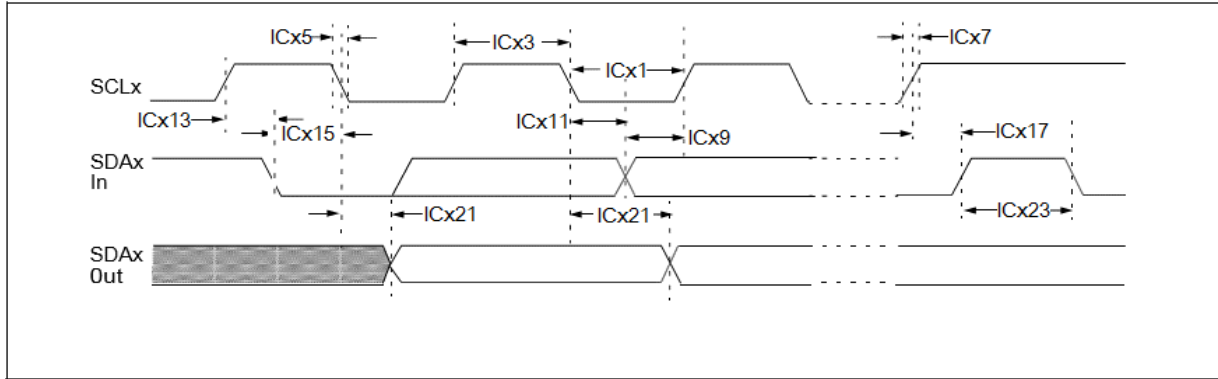 ICx5
ICx3
ICx7
ICx1
SCLx
ICx13
ICx15
ICx11
ICx9
ICx17
SDAx
In
ICx21
ICx21
ICx23
SDAx
Out